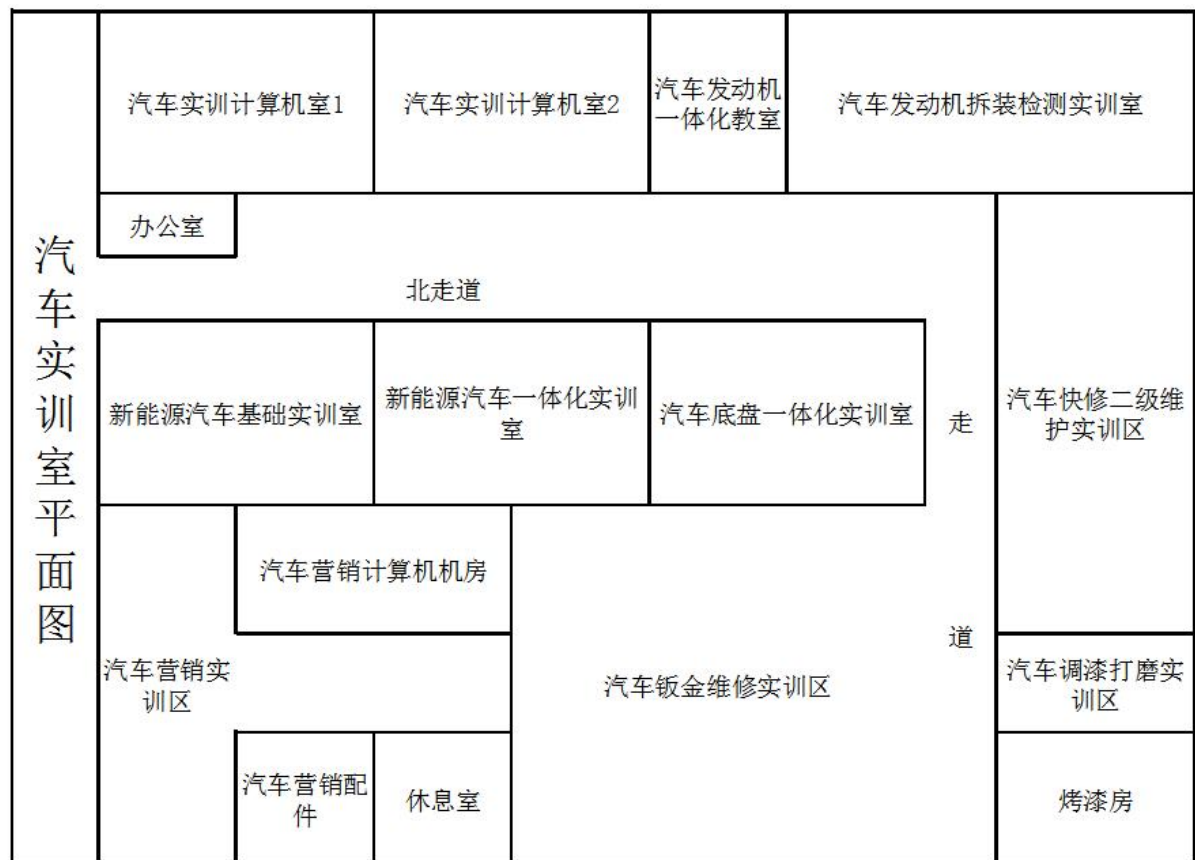 汽车实训室平面图
汽车实训计算机室1
汽车实训计算机室2
汽车发动机
一体化教室
汽车发动机拆装检测实训室
办公室
北走道
新能源汽车基础实训室
新能源汽车一体化实训
室
汽车底盘一体化实训室
走道
汽车快修二级维
护实训区
汽车营销计算机机房
汽车营销实
训区
汽车钣金维修实训区
汽车调漆打磨实
训区
汽车营销配
件
休息室
烤漆房